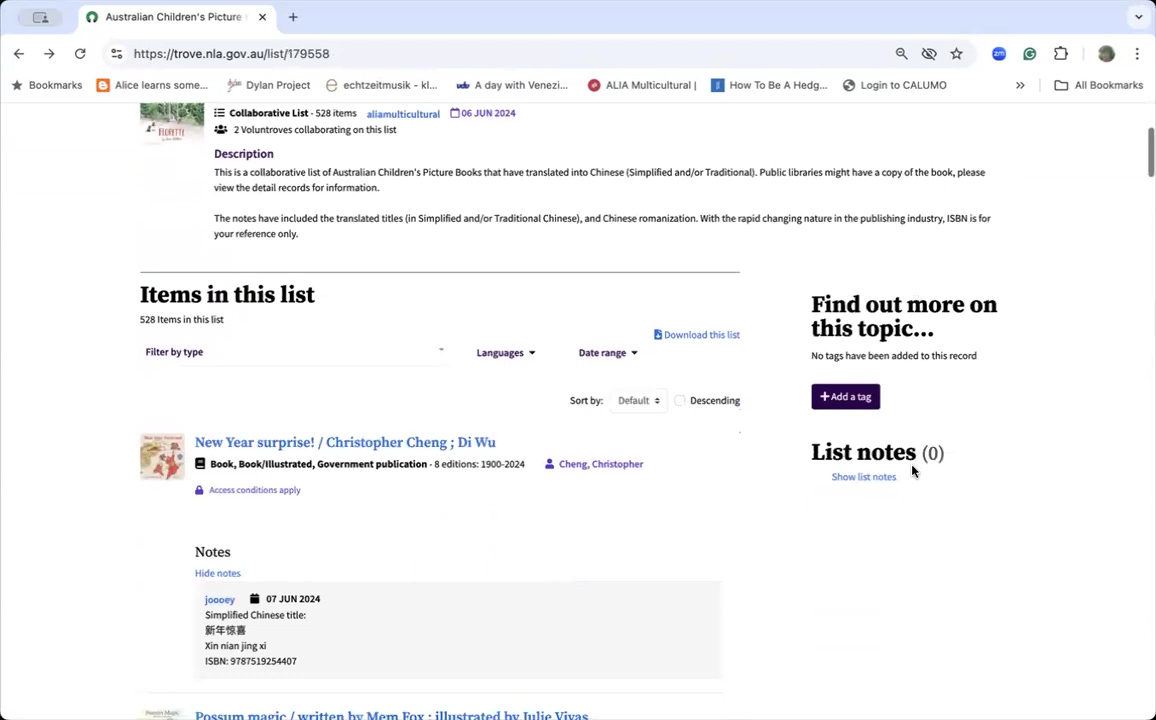 Australian Children's Picture
https://trove.nla.gov.au/list/179558
Bookmarks
Alice learns some...
Dylan Project
echtzeitmusik - kl...
A day with Venezi...
ALIA Multicultural |
How To Be A Hedg...
Login to CALUMO
»
All Bookmarks
Collaborative List - 528 items aliamulticultural 06 JUN 2024
2 Voluntroves collaborating on this list
Description
This is a collaborative list of Australian Children's Picture Books that have translated into Chinese (Simplified and/or Traditional). Public libraries might have a copy of the book, please
view the detail records for information.
The notes have included the translated titles (in Simplified and/or Traditional Chinese), and Chinese romanization. With the rapid changing nature in the publishing industry, ISBN is for
your reference only.
Items in this list
528 Items in this list
Download this list
Filter by type
Languages
Date range
Sort by: Default Descending
New Year surprise! / Christopher Cheng ; Di Wu
Book, Book/Illustrated, Government publication - 8 editions: 1900-2024 Cheng, Christopher
Access conditions apply
Notes
Hide notes
joooey 07 JUN 2024
Simplified Chinese title:
新年惊喜
Xin nian jing xi
ISBN: 9787519254407
Possum magic / written by Mem Fox ; illustrated by Julie Vivas
Find out more on
this topic...
No tags have been added to this record
+Add a tag
List notes (0)
Show list notes